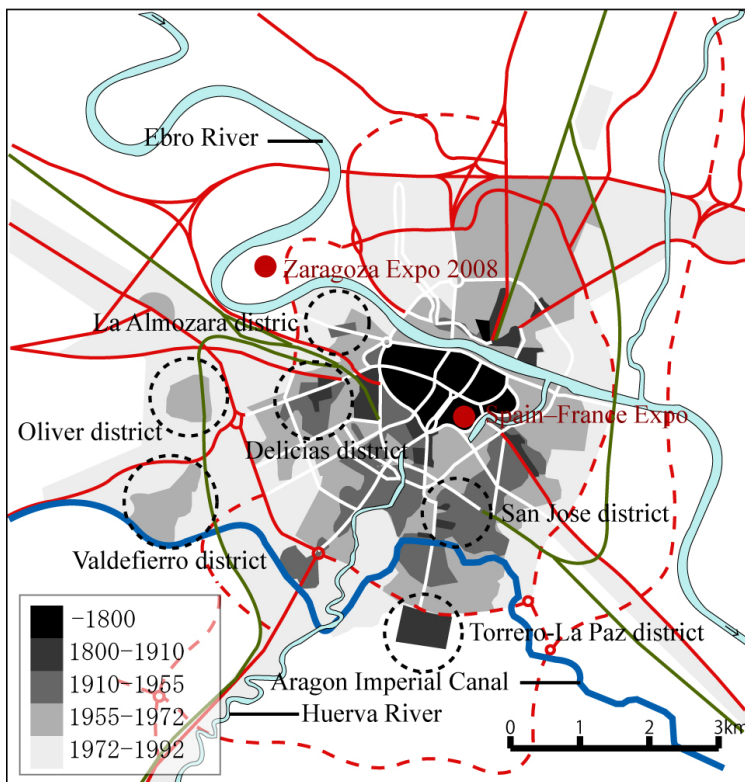 Ebro River
Zaragoza Expo 2008
La Almozara distric
Spain–France Expo
Oliver district
Delicias district
San Jose district
Valdefierro district
Torrero-La Paz district
Aragon Imperial Canal
Huerva River
-1800
1800-1910
1910-1955
1955-1972
1972-1992
0 1 2 3km